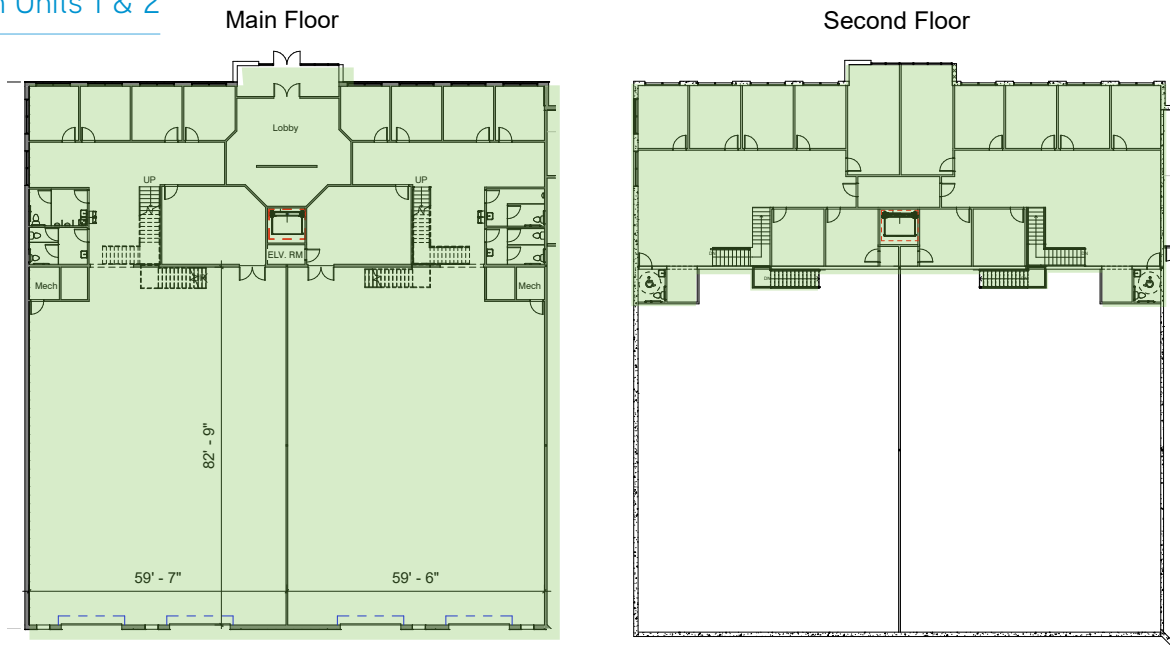 n Units 1 & 2
Main Floor
Second Floor
Lobby
UP
UP
ELV. RM
Mech
Mech
82' - 9"
59' - 7"
59' - 6"